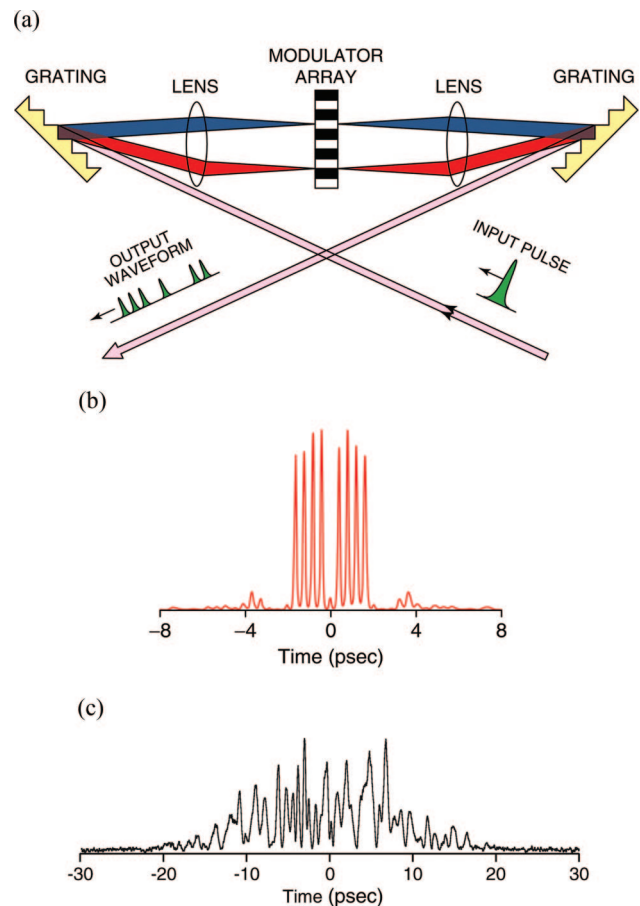 (a)
MODULATOR
ARRAY
GRATING
LENS
LENS
GRATING
OUTPUT
WAVEFORM
INPUT PULSE
(b)
−8 −4 0 4 8
Time (psec)
(c)
-30 -20 -10 0 10 20 30
Time (psec)